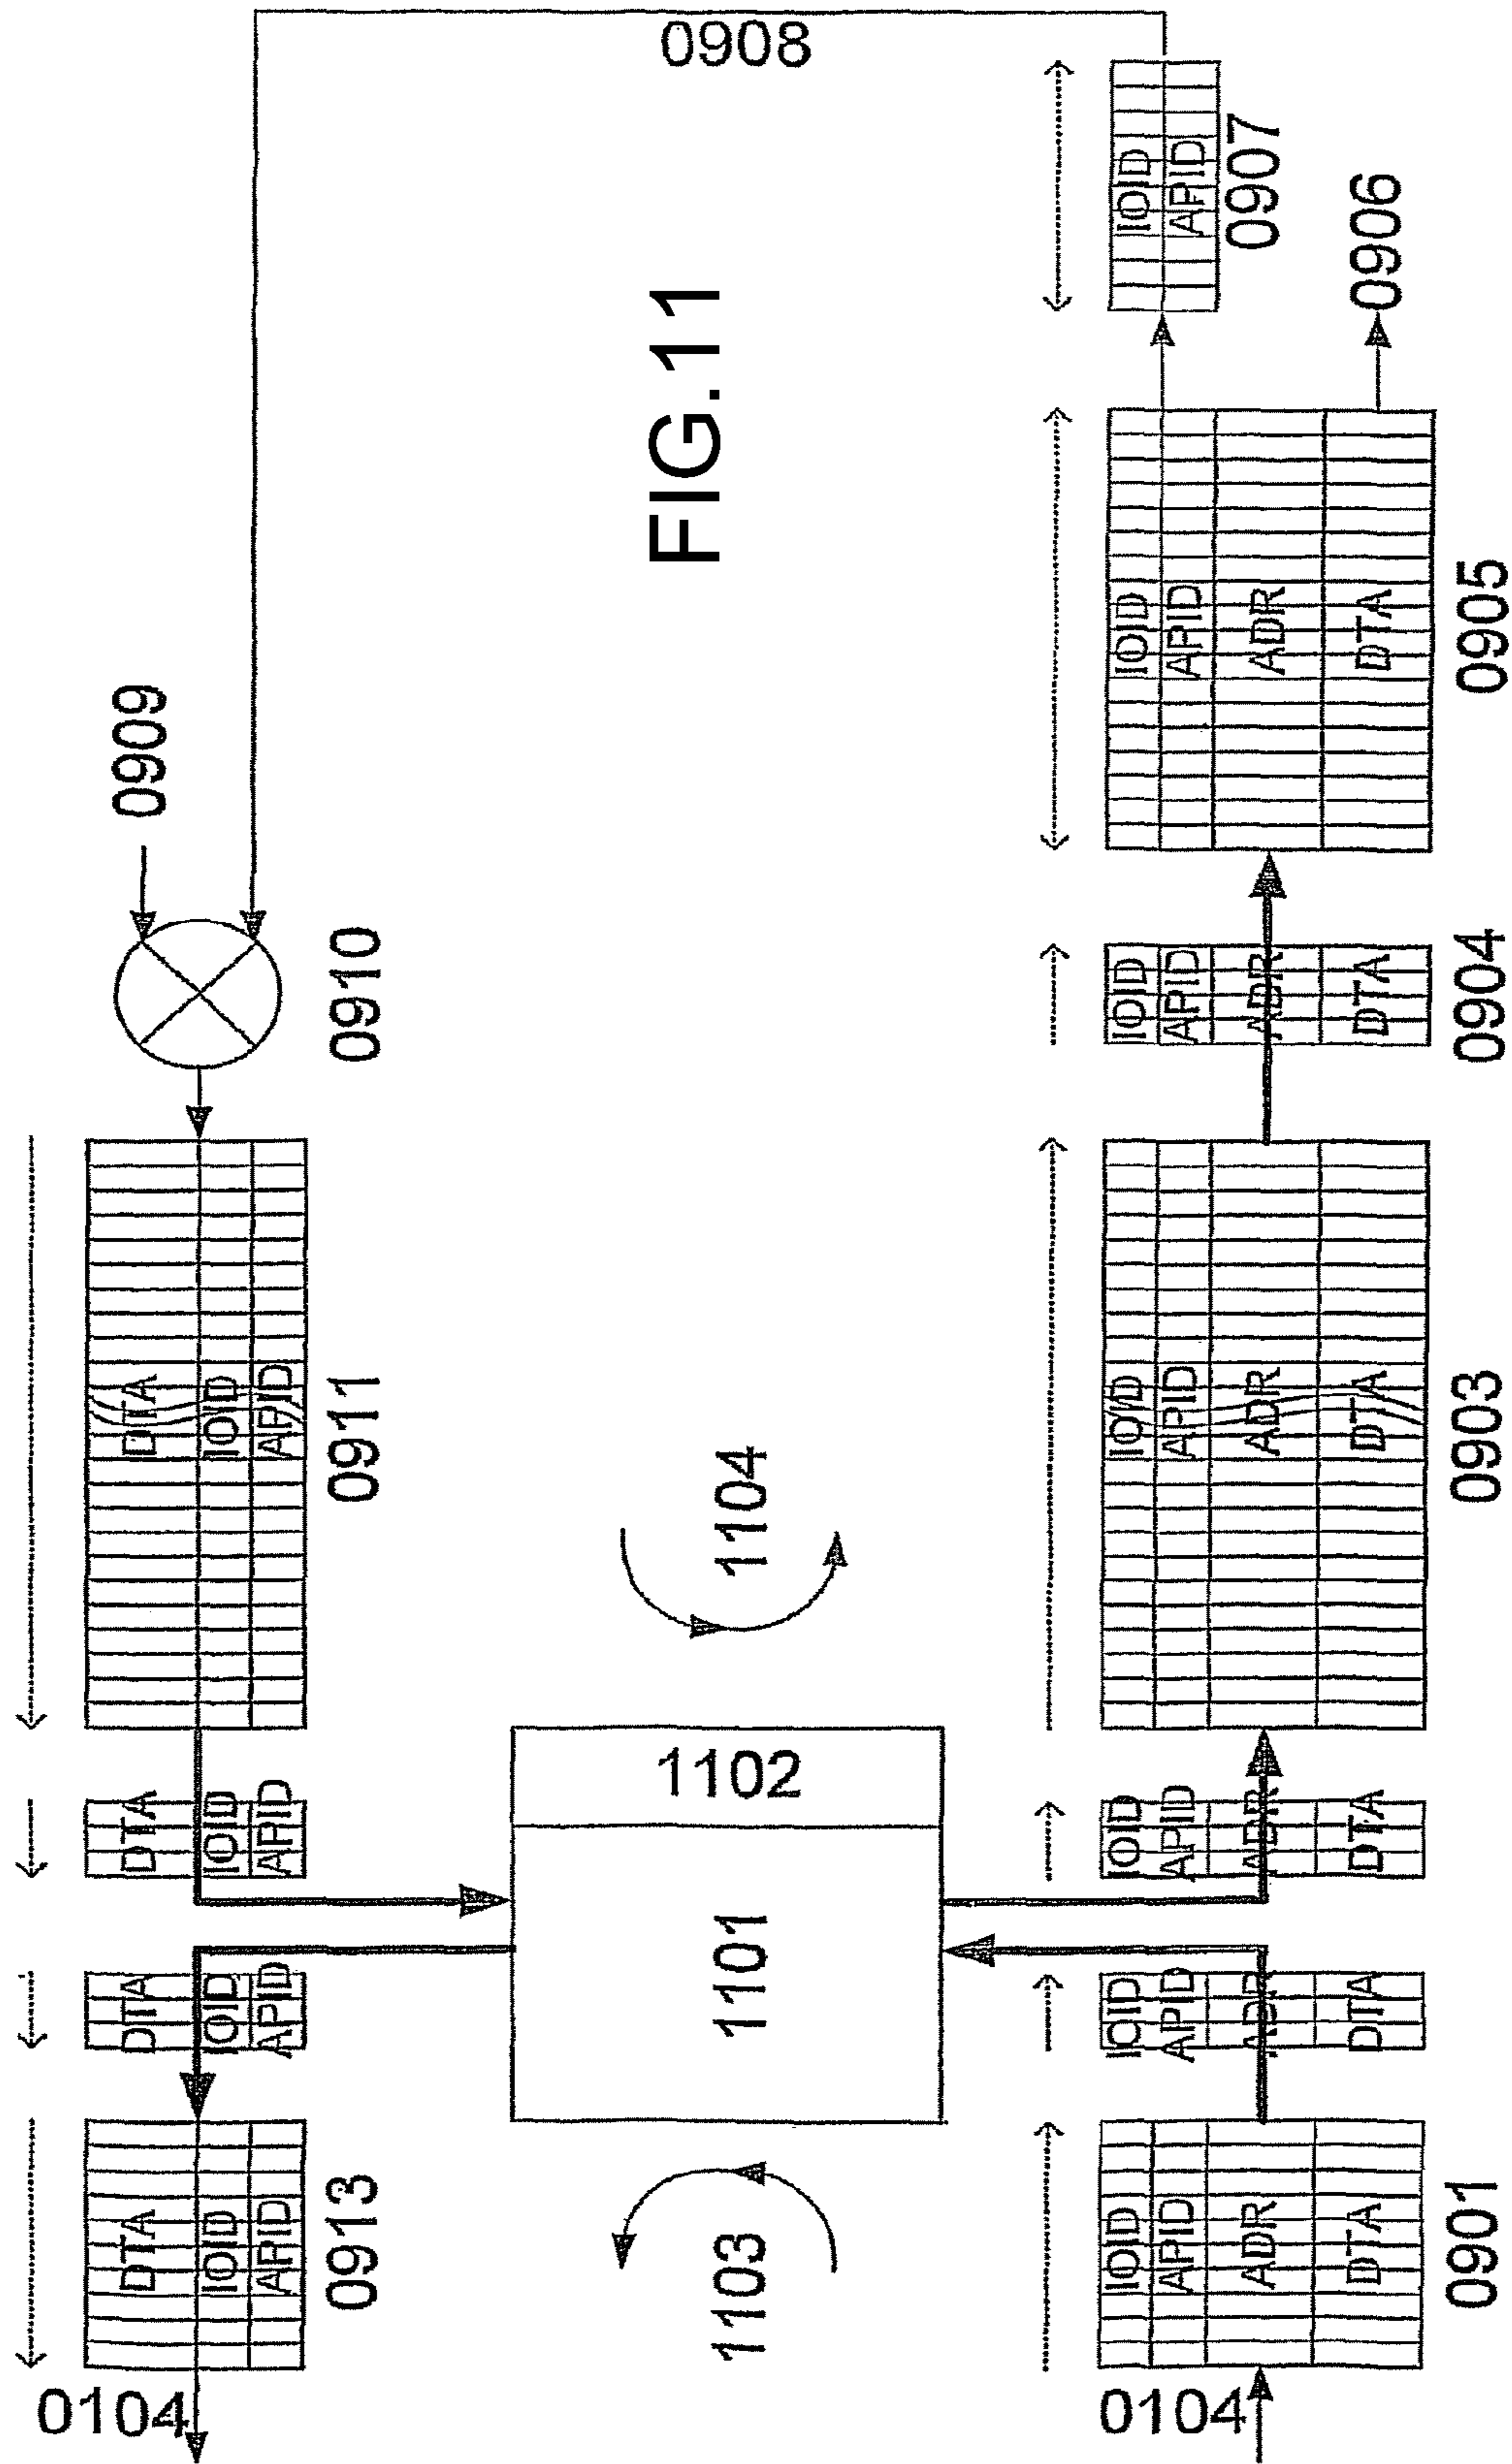 0104
DTA
IOID
APID
0913
DTA
IOID
APID
DTA
IOID
APID
DTA
IOID
APID
0911
0910
0909
0908
1103
1101
1102
1104
FIG.11
0104
IOID
APID
ADR
DTA
0901
IOID
APID
ADR
DTA
IOID
APID
ADR
DTA
IOID
APID
ADR
DTA
0903
IOID
APID
ADR
DTA
0904
IOID
APID
ADR
DTA
0905
IOID
APID
0907
0906